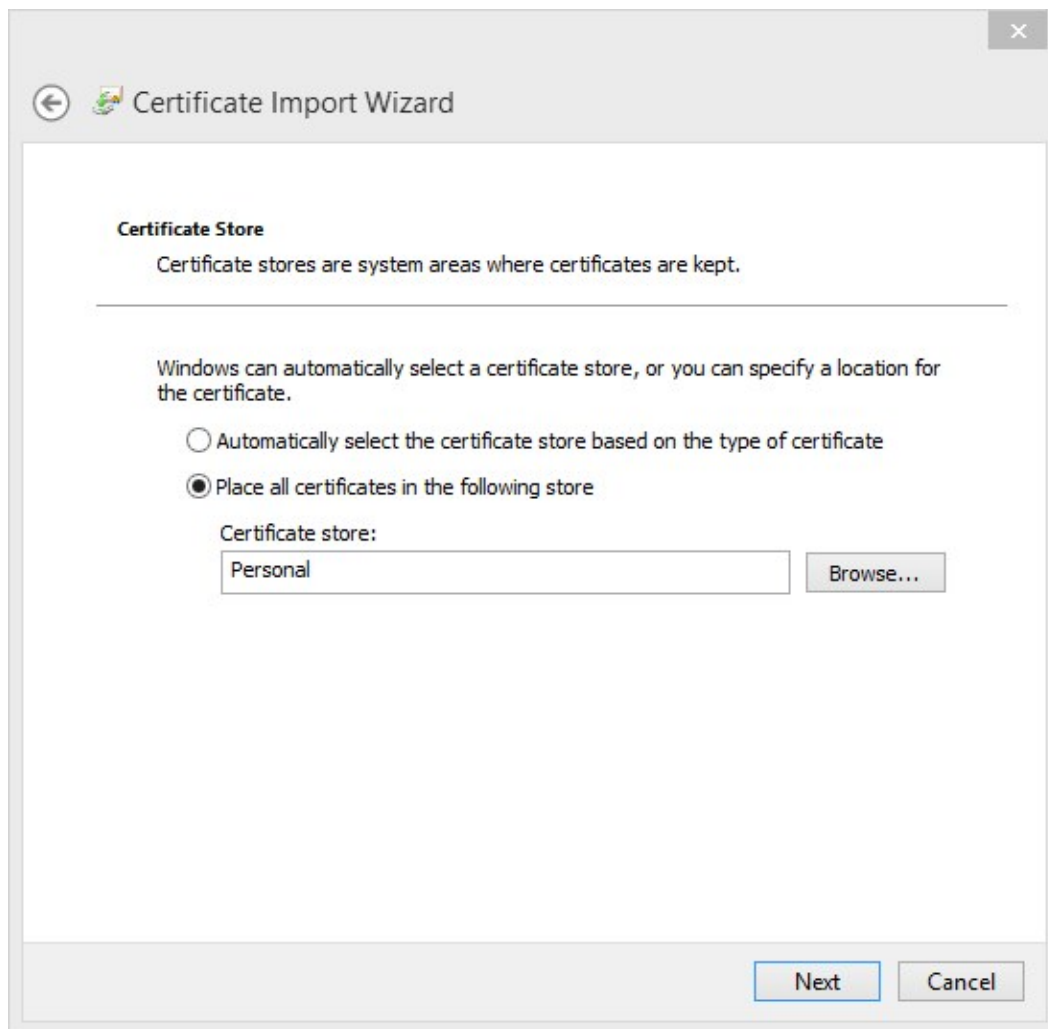 Certificate Import Wizard
Certificate Store
Certificate stores are system areas where certificates are kept.
Windows can automatically select a certificate store, or you can specify a location for
the certificate.
Automatically select the certificate store based on the type of certificate
Place all certificates in the following store
Certificate store:
Personal
Browse...
Next
Cancel